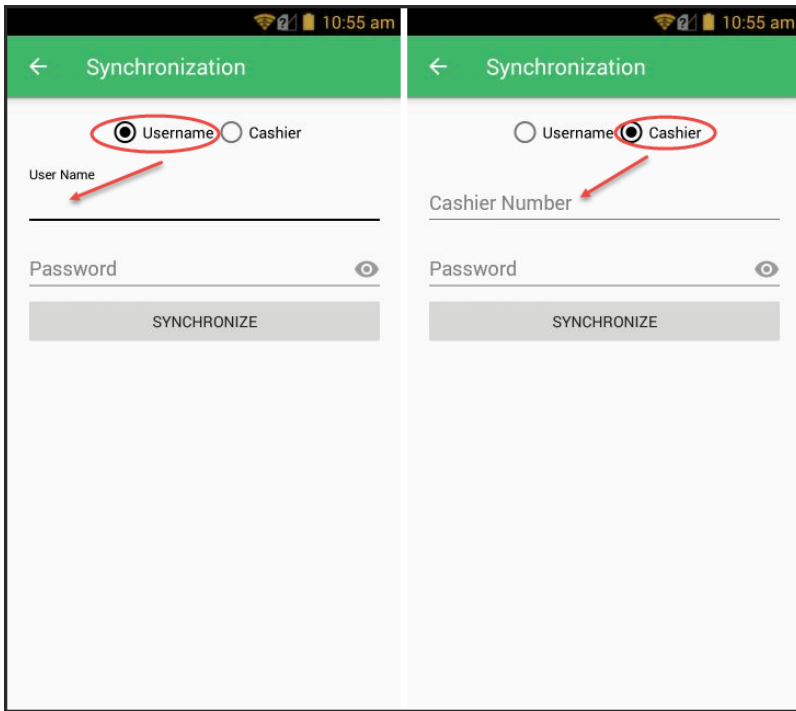 10:55 am
Synchronization
Username Cashier
User Name
Password
SYNCHRONIZE
10:55 am
Synchronization
Username Cashier
Cashier Number
Password
SYNCHRONIZE